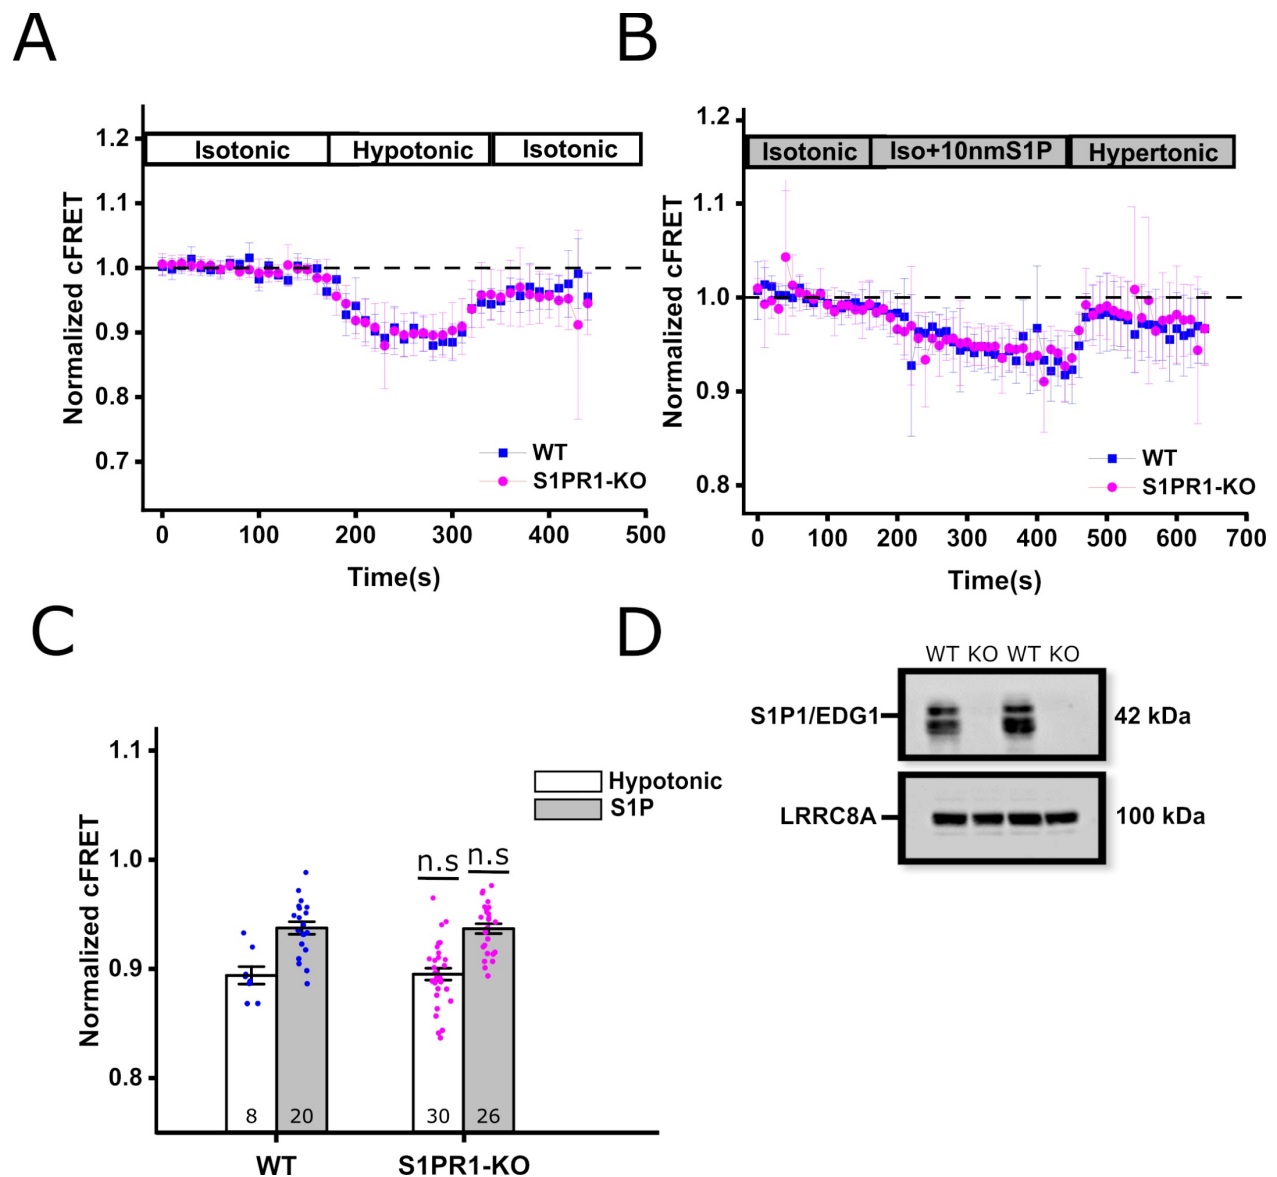 A
B
1.2
1.1
1.0
0.9
0.8
0.7
Normalized cFRET
Isotonic
Hypotonic
Isotonic
WT
S1PR1-KO
0
100
200
300
400
500
Time(s)
1.2
1.1
1.0
0.9
0.8
Normalized cFRET
Isotonic
Iso+10nmS1P
Hypertonic
WT
S1PR1-KO
0
100
200
300
400
500
600
700
Time(s)
C
D
1.1
1.0
0.9
0.8
Normalized cFRET
Hypotonic
S1P
n.s
n.s
8
20
30
26
WT
S1PR1-KO
WT KO WT KO
S1P1/EDG1
42 kDa
LRRC8A
100 kDa